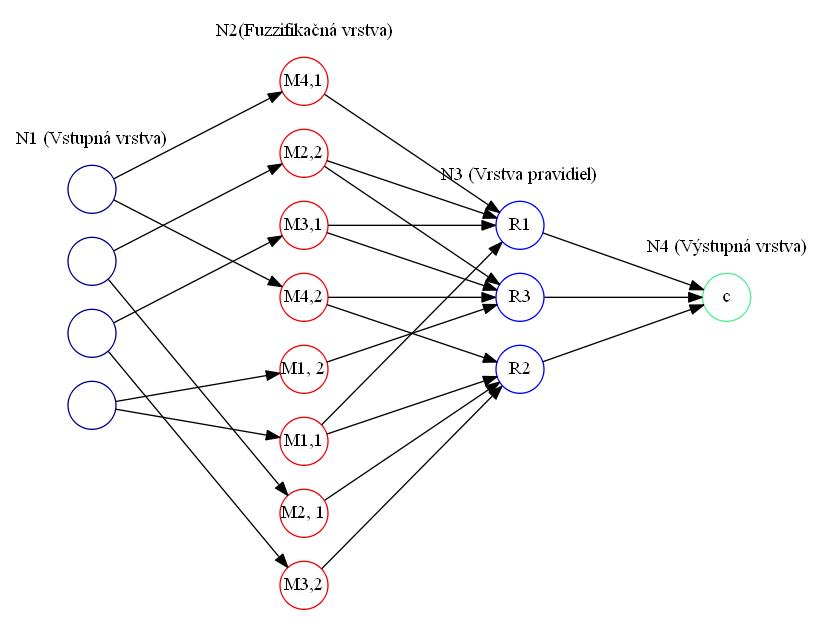 N2(Fuzzifikačná vrstva)
M4,1
N1 (Vstupná vrstva)
M2,2
N3 (Vrstva pravidiel)
M3,1
R1
N4 (Výstupná vrstva)
M4,2
R3
c
M1, 2
R2
M1,1
M2, 1
M3,2